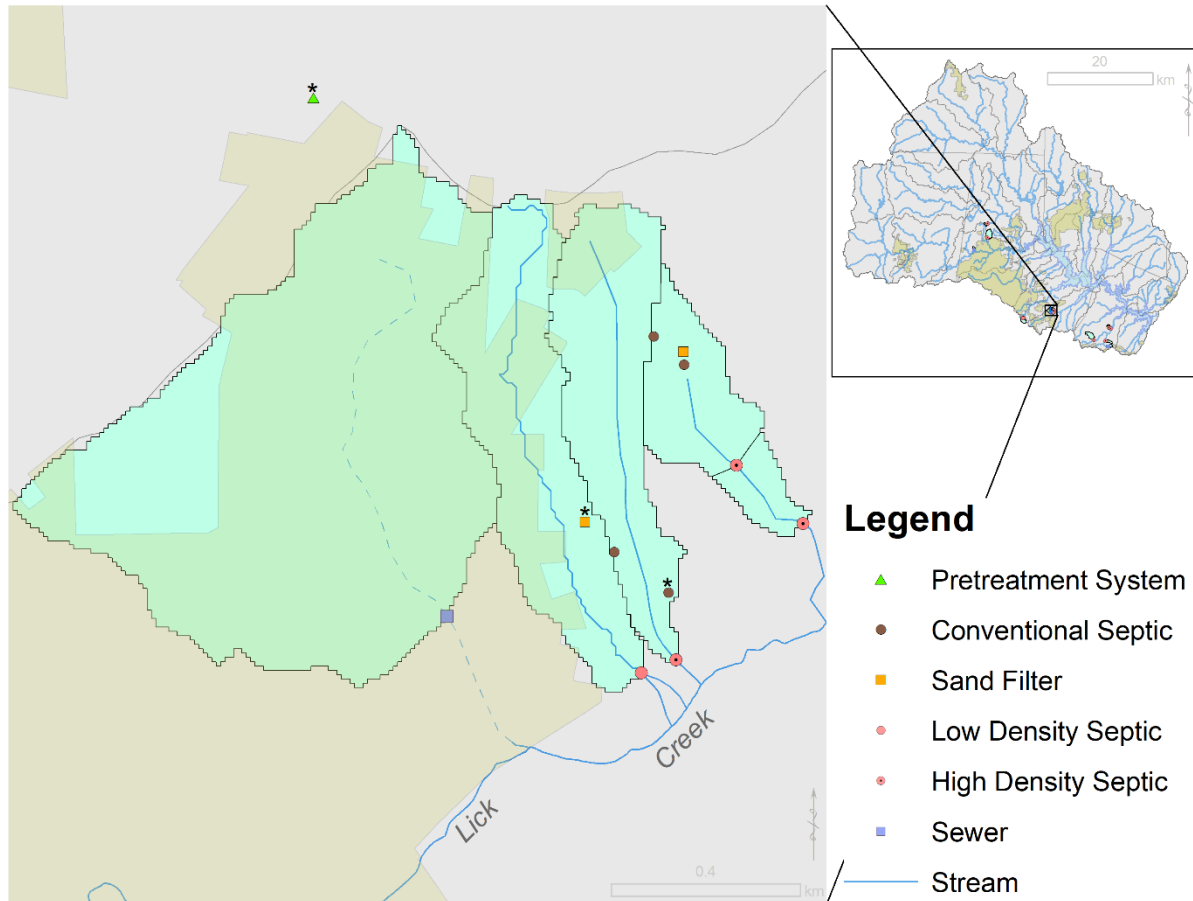 *
20
km
*
*
Lick
Creek
0.4
km
Legend
Pretreatment System
Conventional Septic
Sand Filter
Low Density Septic
High Density Septic
Sewer
Stream